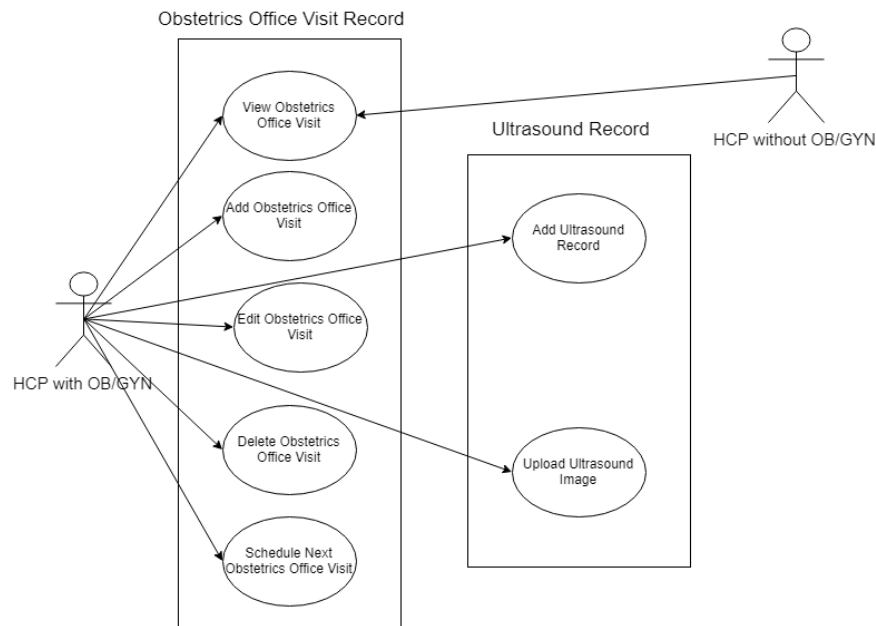 Obstetrics Office Visit Record
View Obstetrics
Office Visit
HCP without OB/GYN
Ultrasound Record
Add Obstetrics Office
Visit
Add Ultrasound
Record
Edit Obstetrics Office
Visit
HCP with OB/GYN
Delete Obstetrics
Office Visit
Upload Ultrasound
Image
Schedule Next
Obstetrics Office Visit